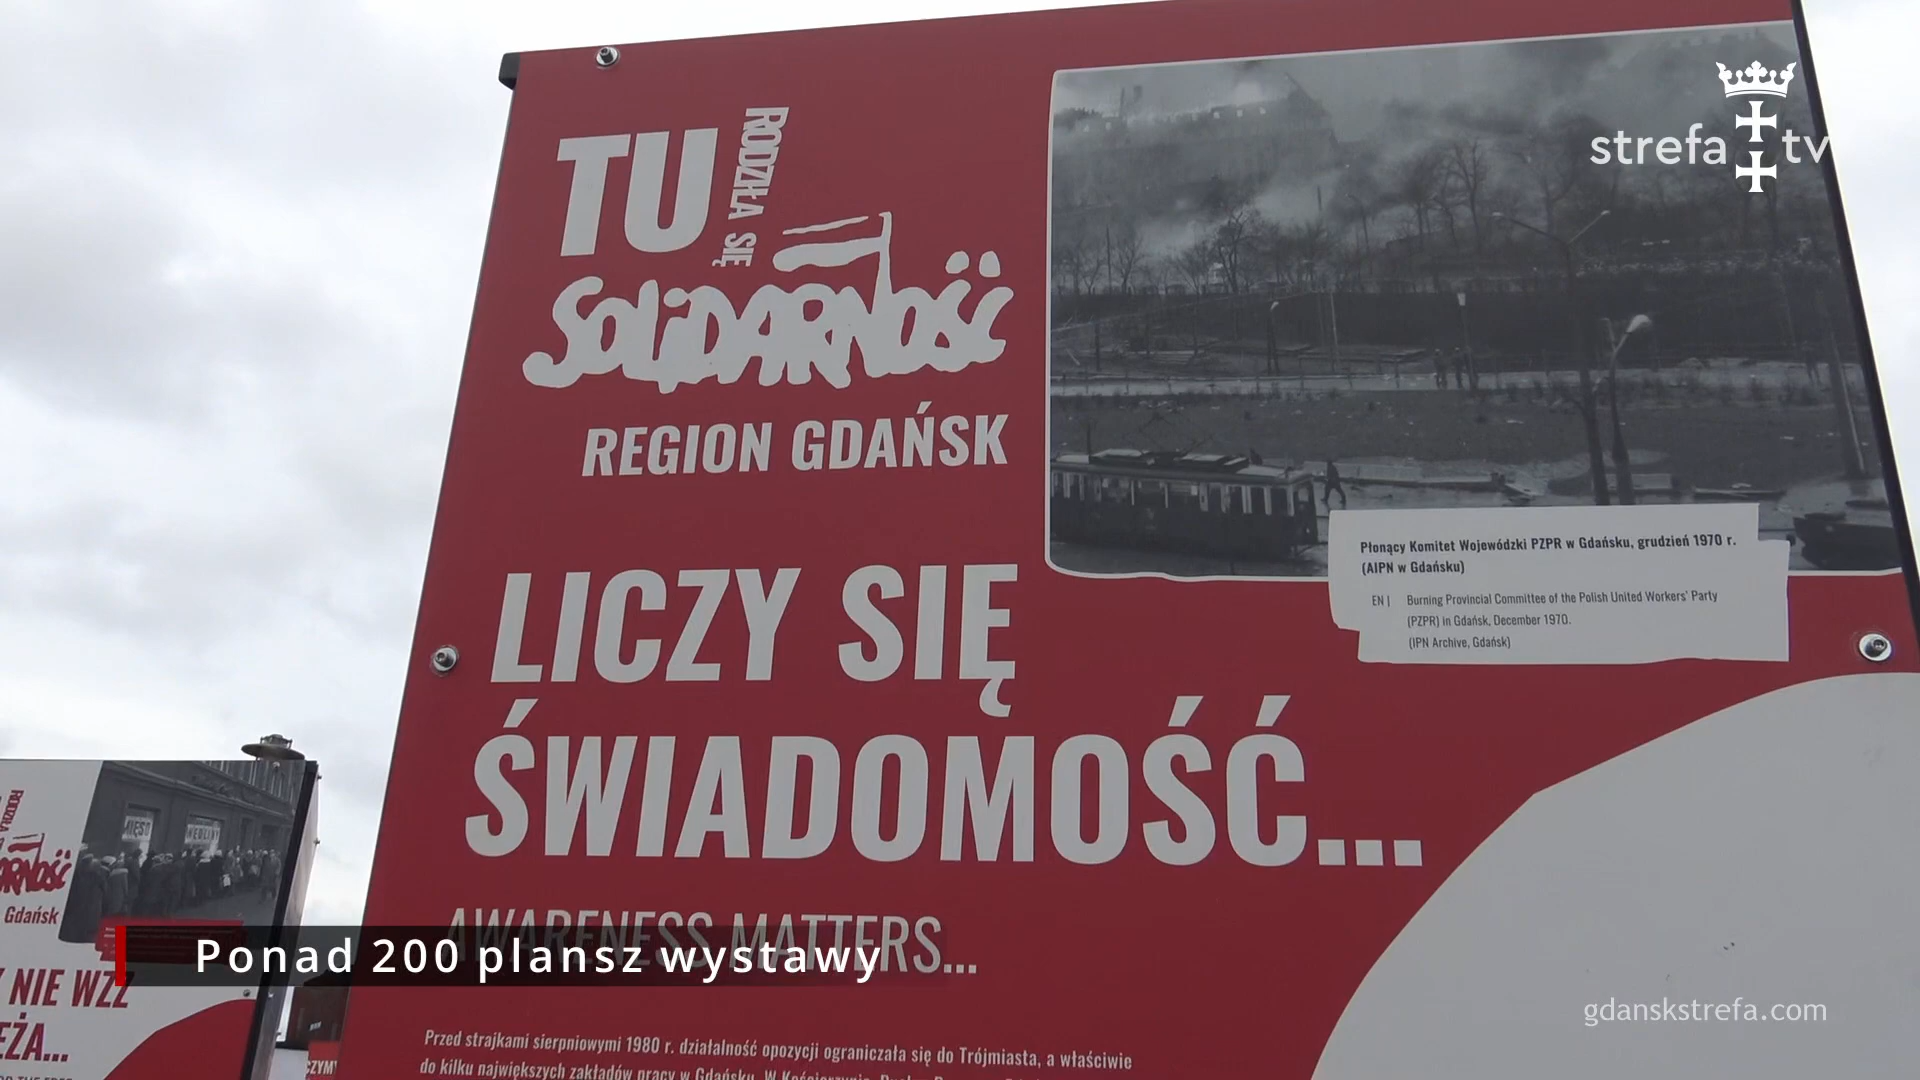 strefa tv
TU
RODZIŁA SIĘ
SOLIDARNOŚĆ
REGION GDAŃSK
LICZY SIĘ
ŚWIADOMOŚĆ...
AWARENESS MATTERS...
Płonący Komitet Wojewódzki PZPR w Gdańsku, grudzień 1970 r.
(AIPN w Gdańsku)
EN | Burning Provincial Committee of the Polish United Workers' Party
(PZPR) in Gdańsk, December 1970.
(IPN Archive, Gdańsk)
Przed strajkami sierpniowymi 1980 r. działalność opozycji ograniczała się do Trójmiasta, a właściwie
do kilku największych zakładów pracy w Gdańsku. W
MIĘSO
WĘDLINY
RODZIŁA
Gdańsk
NIE WZZ
Ponad 200 plansz wystawy
gdanskstrefa.com